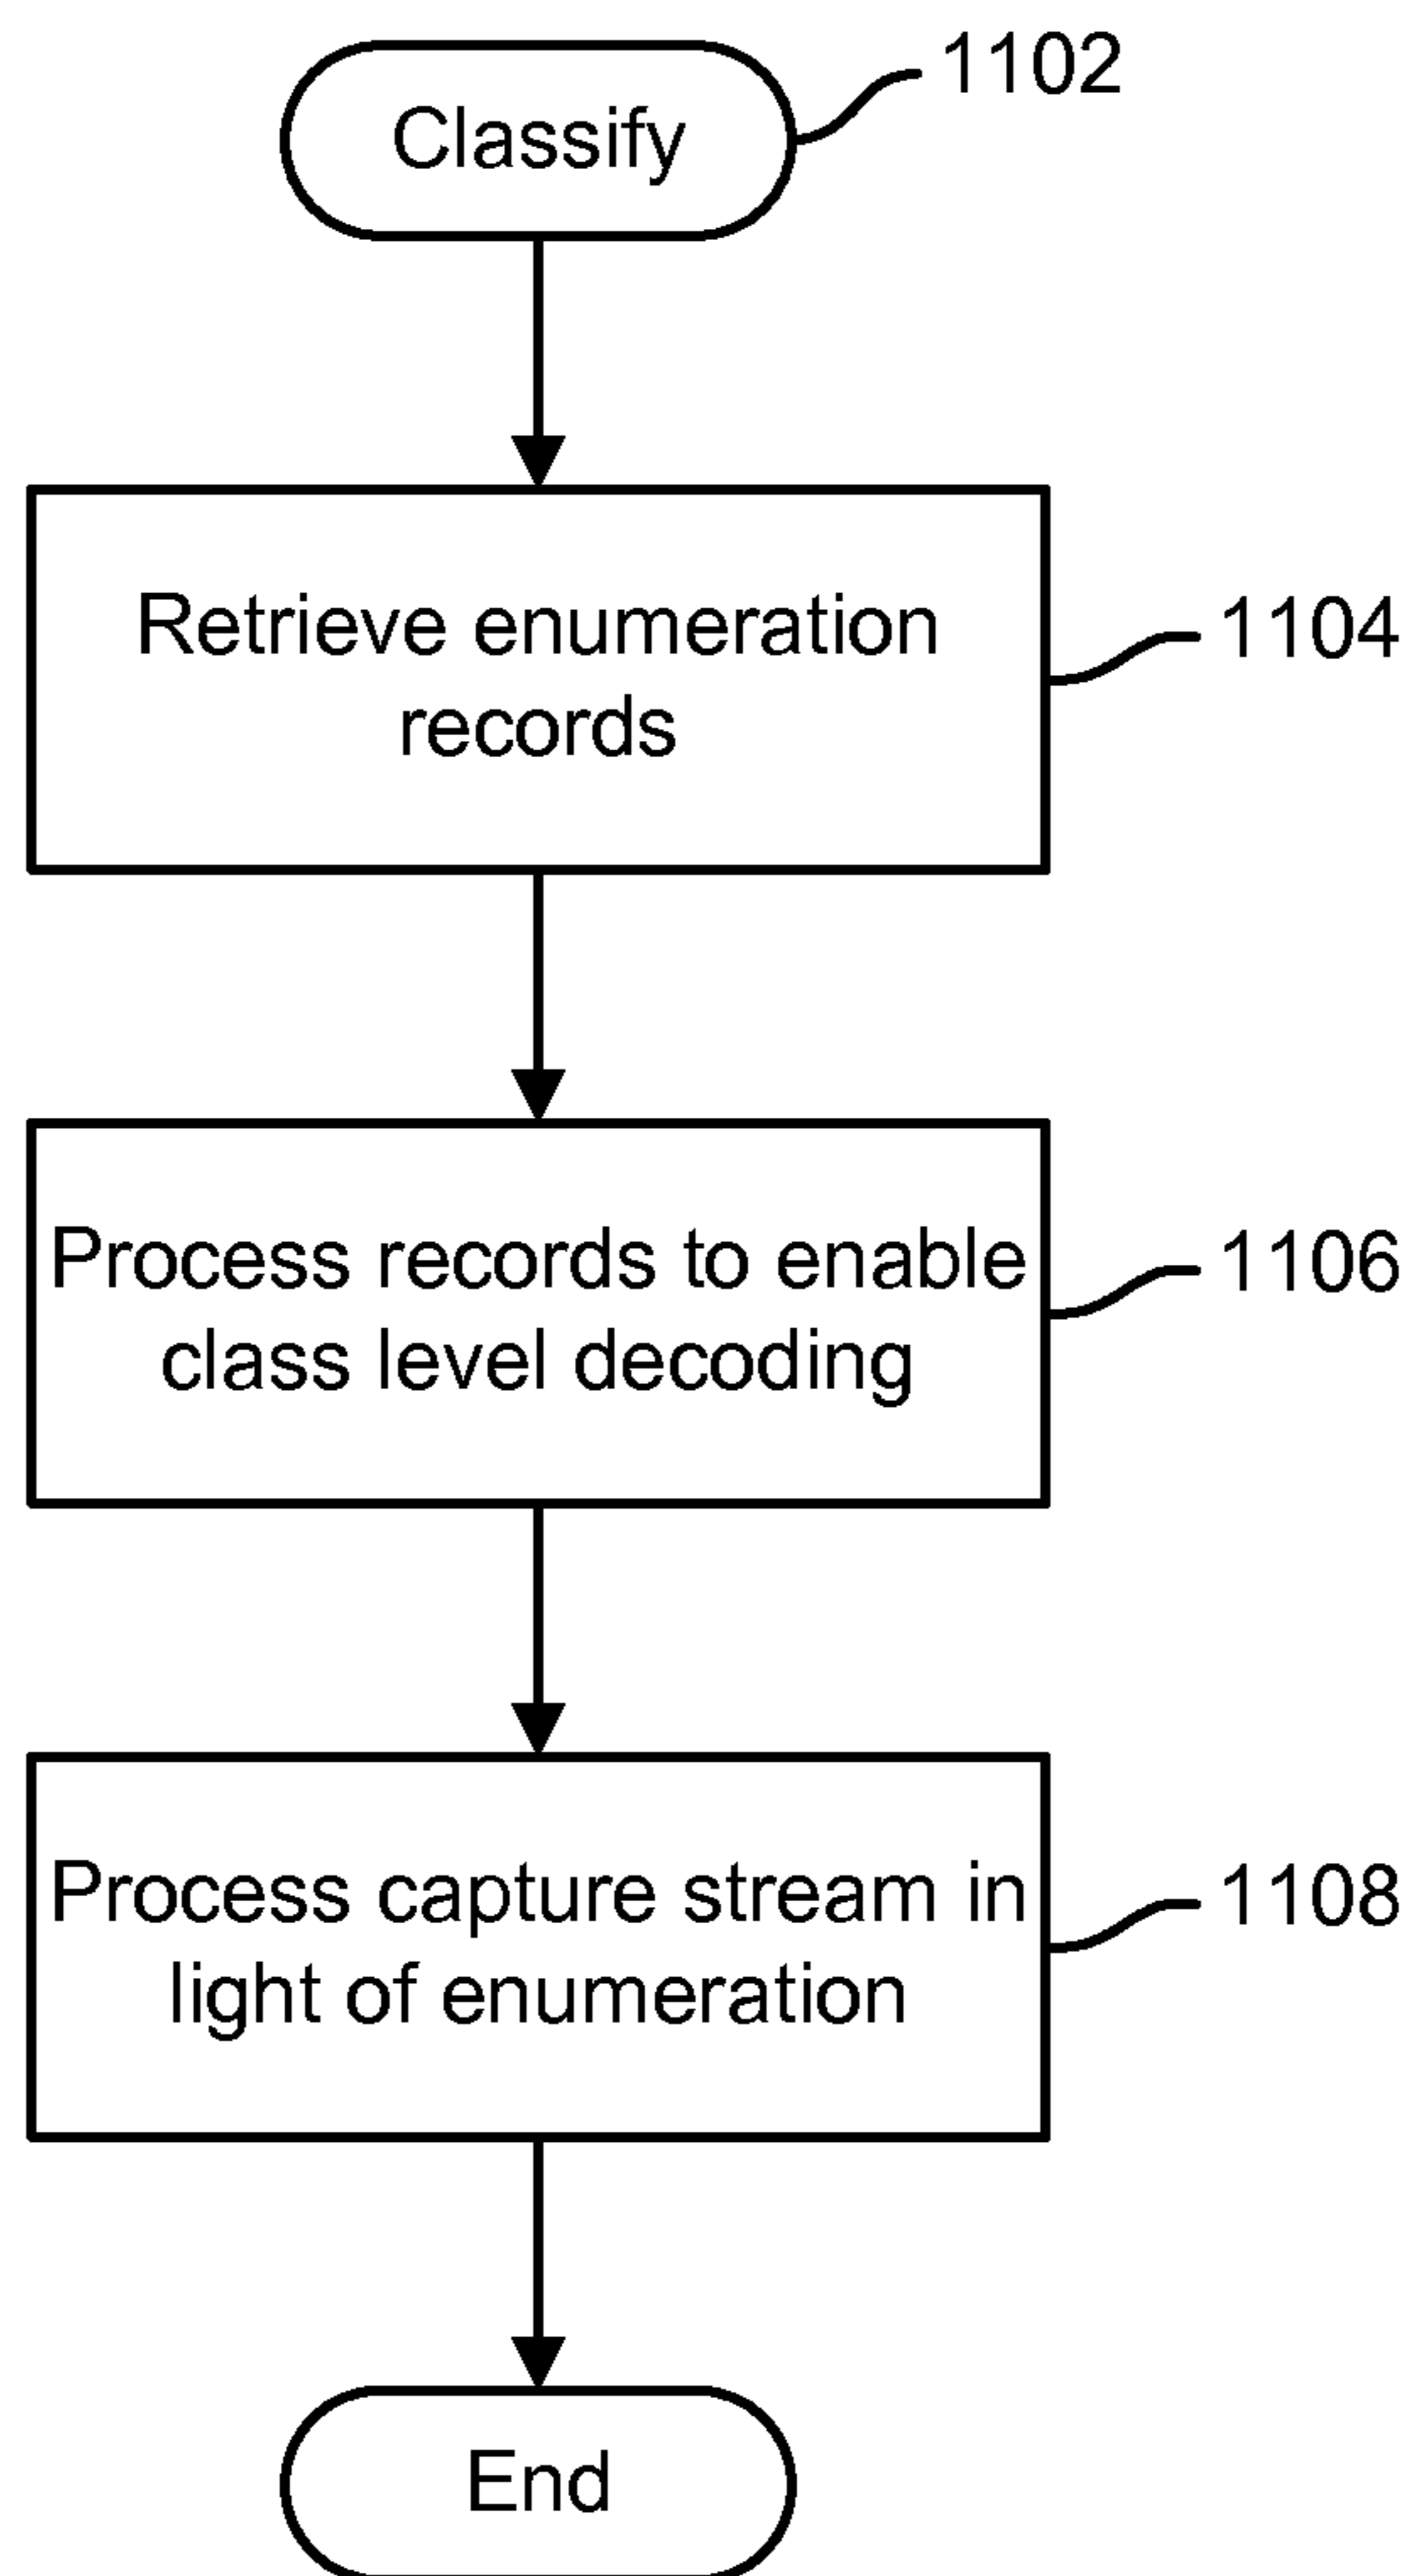 1102
Classify
Retrieve enumeration
records
1104
Process records to enable
class level decoding
1106
Process capture stream in
light of enumeration
1108
End